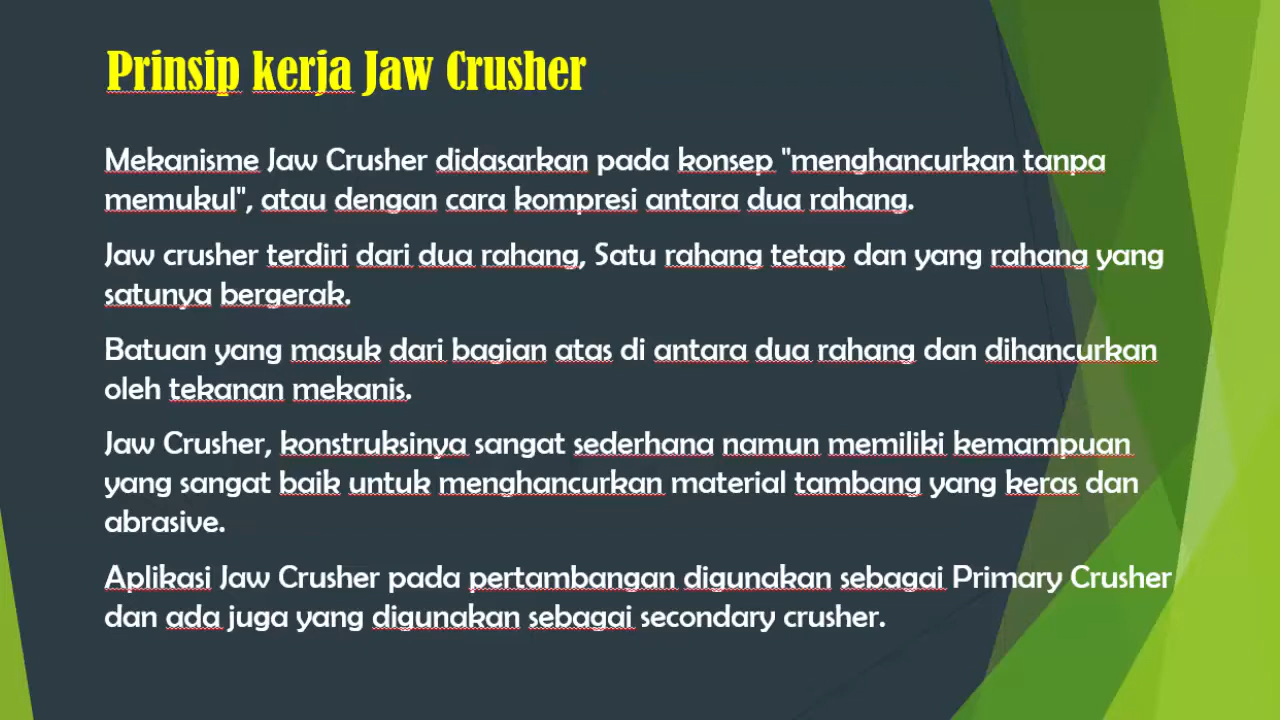 Prinsip kerja Jaw Crusher
Mekanisme Jaw Crusher didasarkan pada konsep "menghancurkan tanpa
memukul", atau dengan cara kompresi antara dua rahang.
Jaw crusher terdiri dari dua rahang, Satu rahang tetap dan yang rahang yang
satunya bergerak.
Batuan yang masuk dari bagian atas di antara dua rahang dan dihancurkan
oleh tekanan mekanis.
Jaw Crusher, konstruksinya sangat sederhana namun memiliki kemampuan
yang sangat baik untuk menghancurkan material tambang yang keras dan
abrasive.
Aplikasi Jaw Crusher pada pertambangan digunakan sebagai Primary Crusher
dan ada juga yang digunakan sebagai secondary crusher.